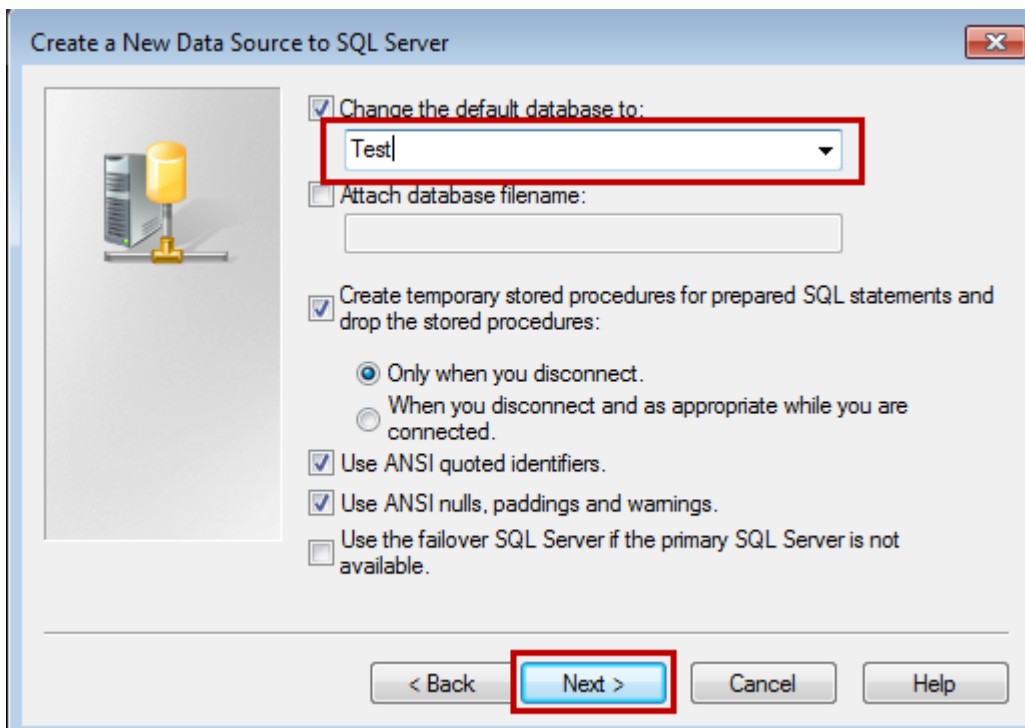 Create a New Data Source to SQL Server
Change the default database to:
Test
Attach database filename:
Create temporary stored procedures for prepared SQL statements and
drop the stored procedures:
Only when you disconnect.
When you disconnect and as appropriate while you are
connected.
Use ANSI quoted identifiers.
Use ANSI nulls, paddings and warnings.
Use the failover SQL Server if the primary SQL Server is not
available.
< Back Next > Cancel Help